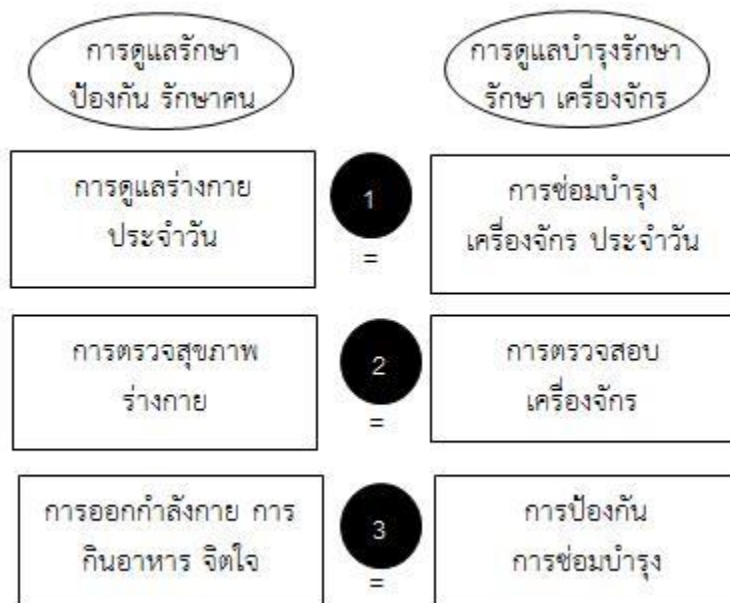 การดูแลรักษา
ป้องกัน รักษาคน
การดูแลบำรุงรักษา
รักษา เครื่องจักร
การดูแลร่างกาย
ประจำวัน
1
=
การซ่อมบำรุง
เครื่องจักร ประจำวัน
การตรวจสุขภาพ
ร่างกาย
2
=
การตรวจสอบ
เครื่องจักร
การออกกำลังกาย การ
กินอาหาร จิตใจ
3
=
การป้องกัน
การซ่อมบำรุง